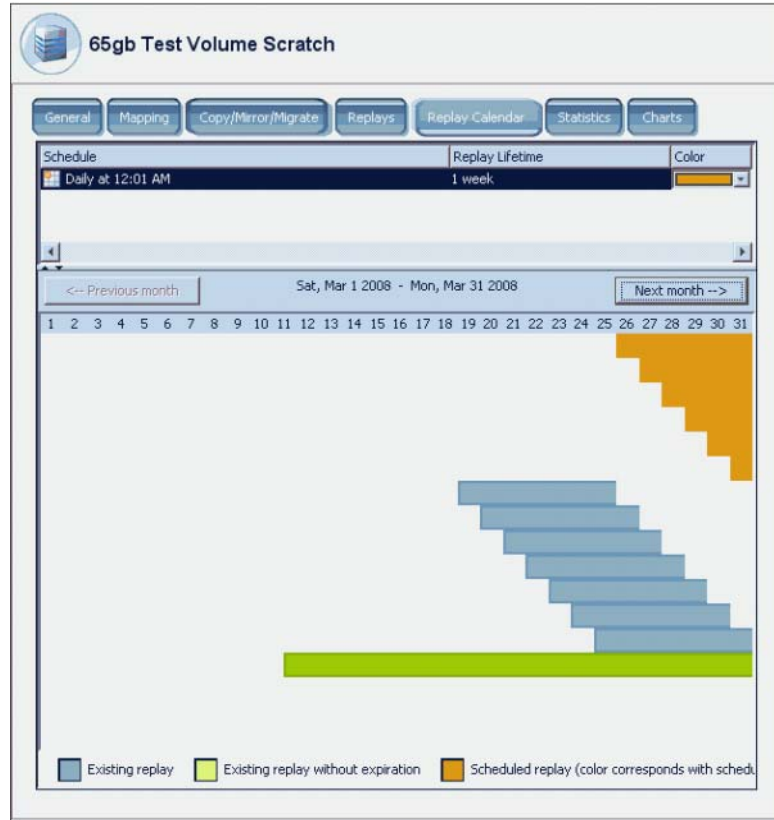 65gb Test Volume Scratch
General Mapping Copy/Mirror/Migrate Replays Replay Calendar Statistics Charts
Schedule Replay Lifetime Color
Daily at 12:01 AM 1 week
<-- Previous month Sat, Mar 1 2008 - Mon, Mar 31 2008 Next month -->
1 2 3 4 5 6 7 8 9 10 11 12 13 14 15 16 17 18 19 20 21 22 23 24 25 26 27 28 29 30 31
Existing replay Existing replay without expiration Scheduled replay (color corresponds with schedu